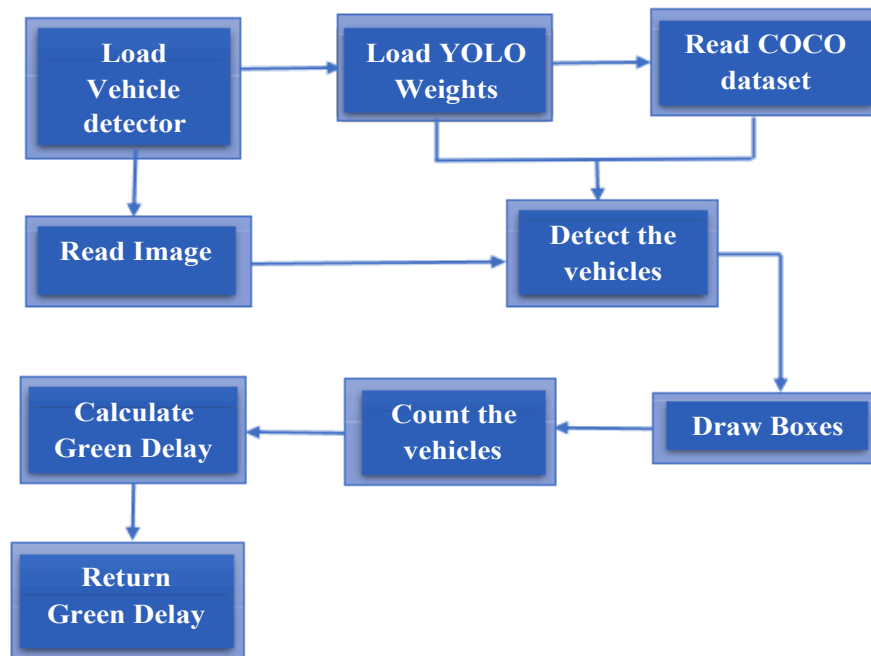 Load
Vehicle
detector
Load YOLO
Weights
Read COCO
dataset
Read Image
Detect the
vehicles
Calculate
Green Delay
Count the
vehicles
Draw Boxes
Return
Green Delay